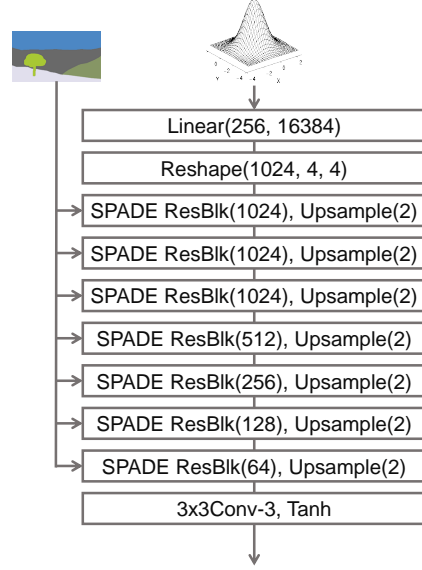 Linear(256, 16384)
Reshape(1024, 4, 4)
SPADE ResBlk(1024), Upsample(2)
SPADE ResBlk(1024), Upsample(2)
SPADE ResBlk(1024), Upsample(2)
SPADE ResBlk(512), Upsample(2)
SPADE ResBlk(256), Upsample(2)
SPADE ResBlk(128), Upsample(2)
SPADE ResBlk(64), Upsample(2)
3x3Conv-3, Tanh